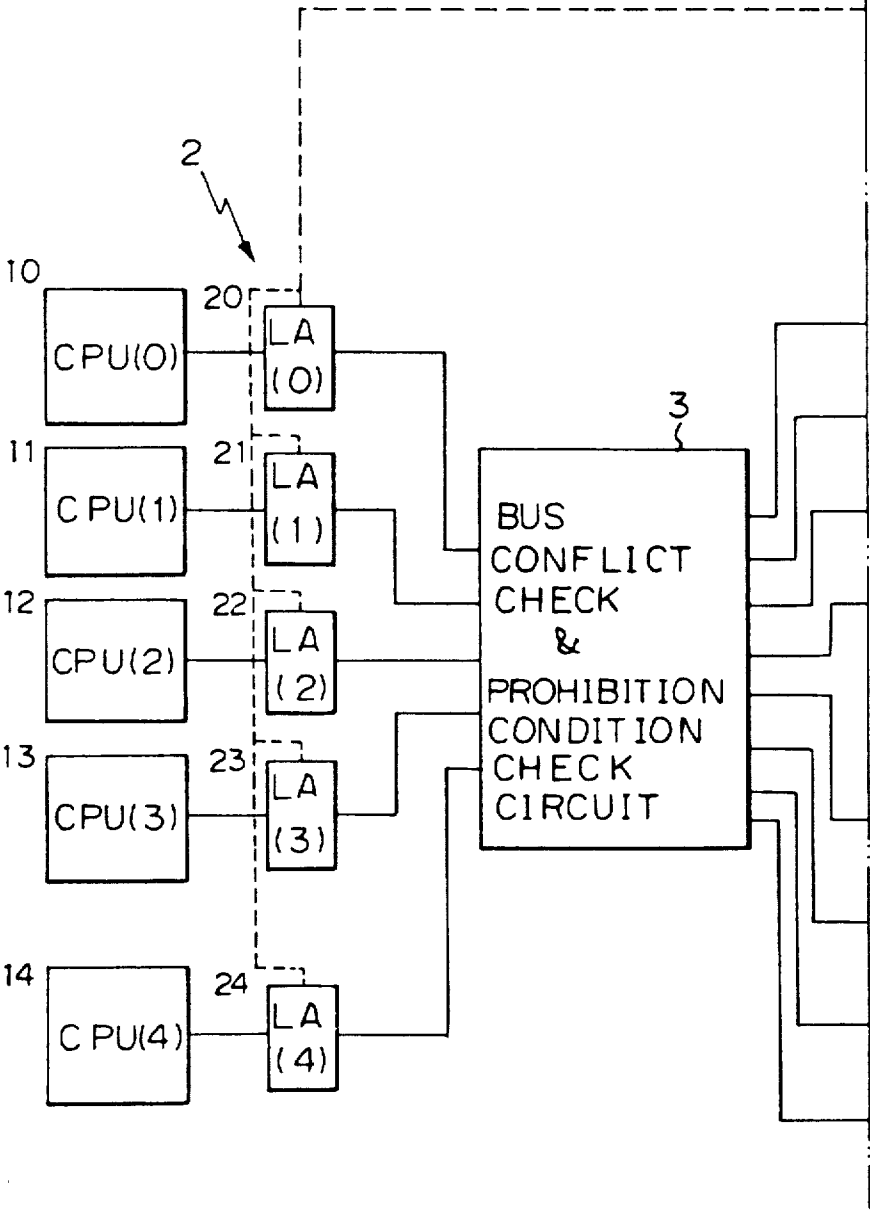 2
10
CPU(0)
20
LA
(0)
11
CPU(1)
21
LA
(1)
12
CPU(2)
22
LA
(2)
13
CPU(3)
23
LA
(3)
14
CPU(4)
24
LA
(4)
3
BUS
CONFLICT
CHECK
&
PROHIBITION
CONDITION
CHECK
CIRCUIT